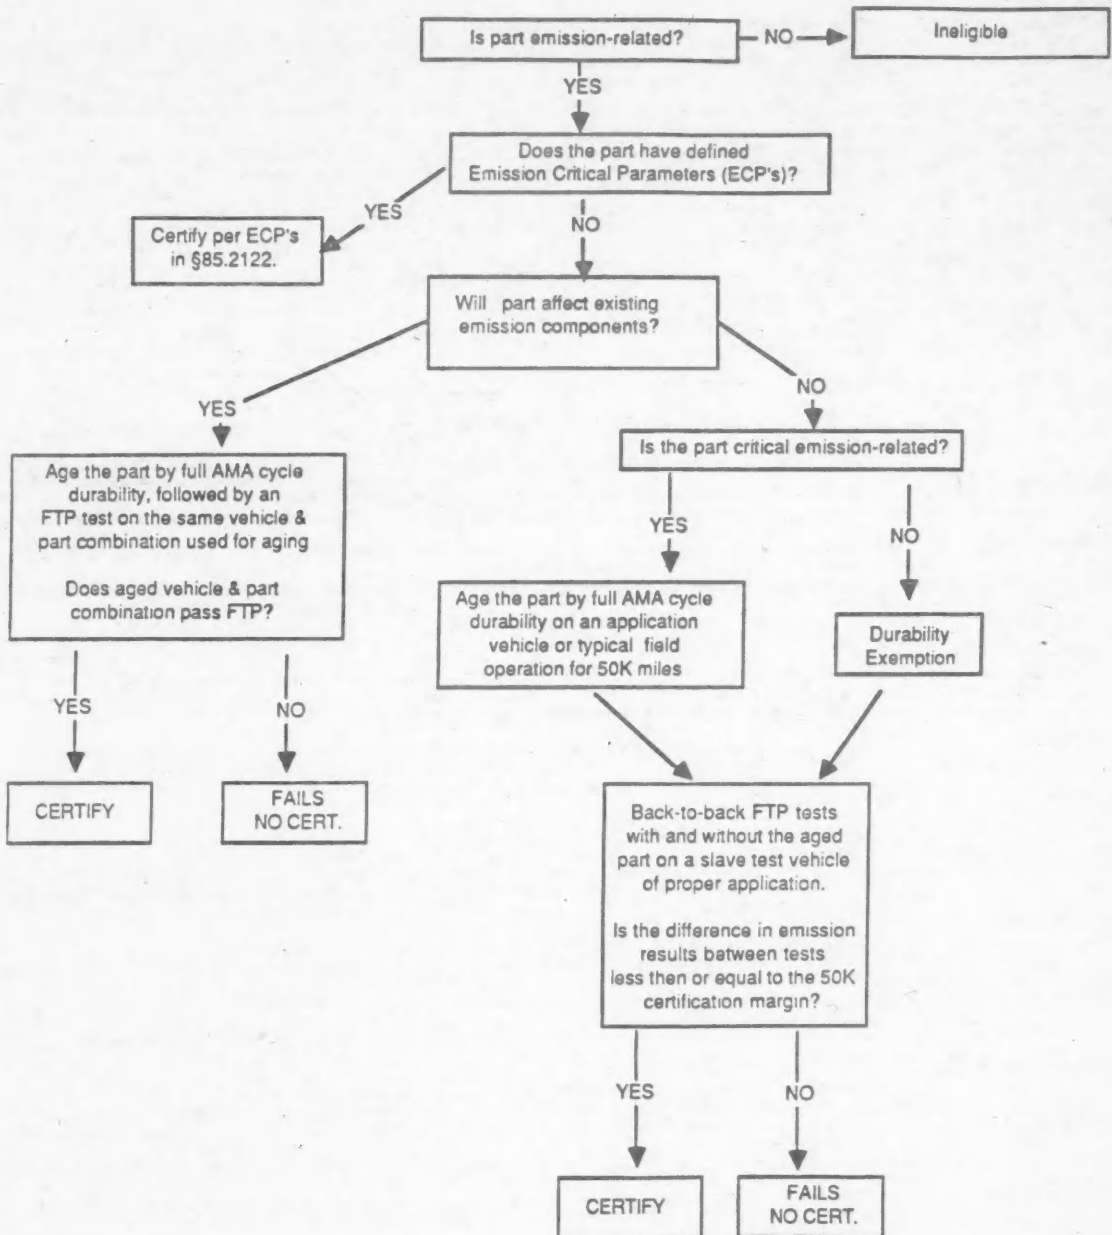 Is part emission-related?
NO
Ineligible
YES
Does the part have defined
Emission Critical Parameters (ECP's)?
YES
NO
Certify per ECP's
in §85.2122.
Will part affect existing
emission components?
YES
NO
Is the part critical emission-related?
Age the part by full AMA cycle
durability, followed by an
FTP test on the same vehicle &
part combination used for aging
Does aged vehicle & part
combination pass FTP?
YES
NO
Age the part by full AMA cycle
durability on an application
vehicle or typical field
operation for 50K miles
Durability
Exemption
YES
NO
CERTIFY
FAILS
NO CERT.
Back-to-back FTP tests
with and without the aged
part on a slave test vehicle
of proper application.
Is the difference in emission
results between tests
less then or equal to the 50K
certification margin?
YES
NO
CERTIFY
FAILS
NO CERT.